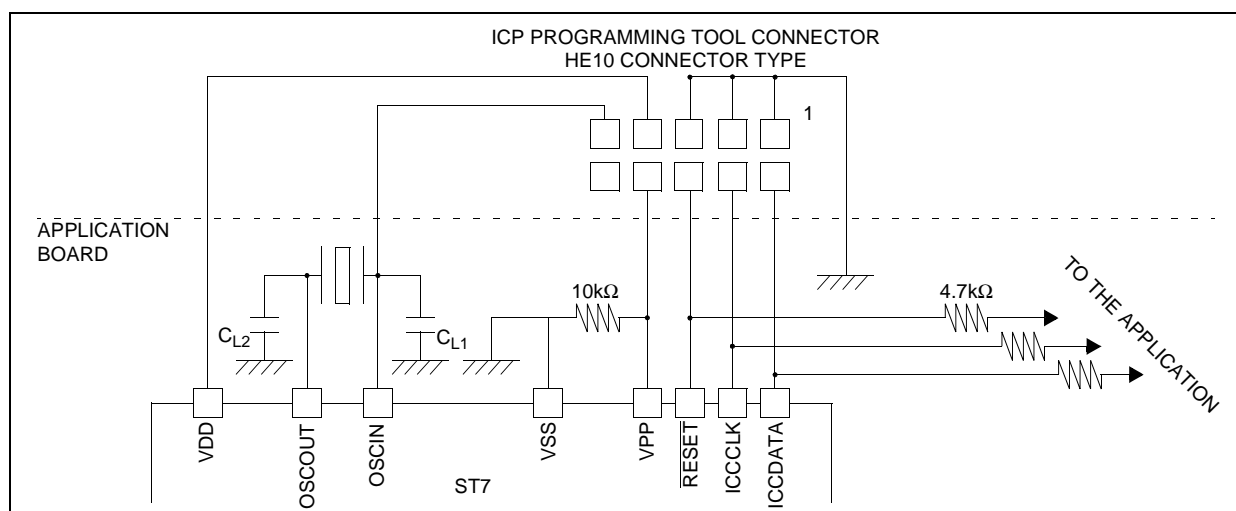 ICP PROGRAMMING TOOL CONNECTOR
HE10 CONNECTOR TYPE
1
APPLICATION
BOARD
10kΩ
4.7kΩ
TO THE APPLICATION
CL2
CL1
VDD
OSCOUT
OSCIN
VSS
VPP
RESET
ICCCLK
ICCDATA
ST7